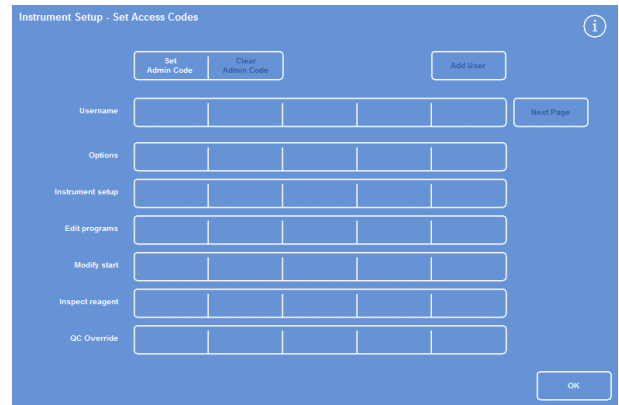 Instrument Setup - Set Access Codes
i
Set
Admin Code
Clear
Admin Code
Add User
Username
Next Page
Options
Instrument setup
Edit programs
Modify start
Inspect reagent
QC Override
OK